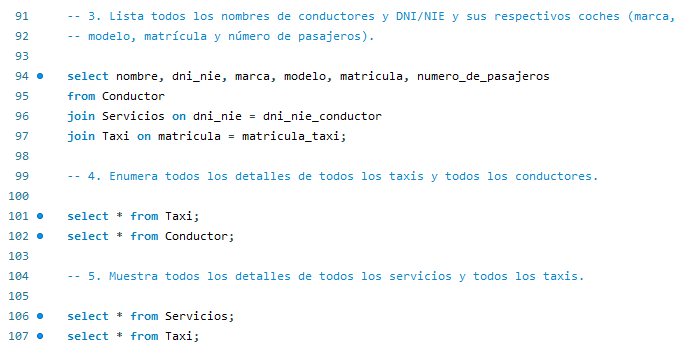 91 -- 3. Lista todos los nombres de conductores y DNI/NIE y sus respectivos coches (marca,
92 -- modelo, matrícula y número de pasajeros).
93
94 select nombre, dni_nie, marca, modelo, matricula, numero_de_pasajeros
95 from Conductor
96 join Servicios on dni_nie = dni_nie_conductor
97 join Taxi on matricula = matricula_taxi;
98
99 -- 4. Enumera todos los detalles de todos los taxis y todos los conductores.
100
101 select * from Taxi;
102 select * from Conductor;
103
104 -- 5. Muestra todos los detalles de todos los servicios y todos los taxis.
105
106 select * from Servicios;
107 select * from Taxi;